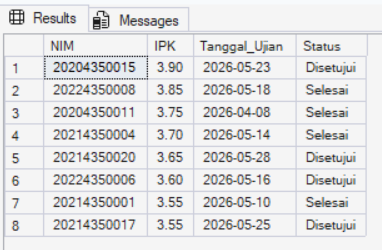 Results Messages
NIM IPK Tanggal_Ujian Status
1 20204350015 3.90 2026-05-23 Disetujui
2 20224350008 3.85 2026-05-18 Selesai
3 20204350011 3.75 2026-04-08 Selesai
4 20214350004 3.70 2026-05-14 Selesai
5 20214350020 3.65 2026-05-28 Disetujui
6 20224350006 3.60 2026-05-16 Disetujui
7 20214350001 3.55 2026-05-10 Selesai
8 20214350017 3.55 2026-05-25 Disetujui